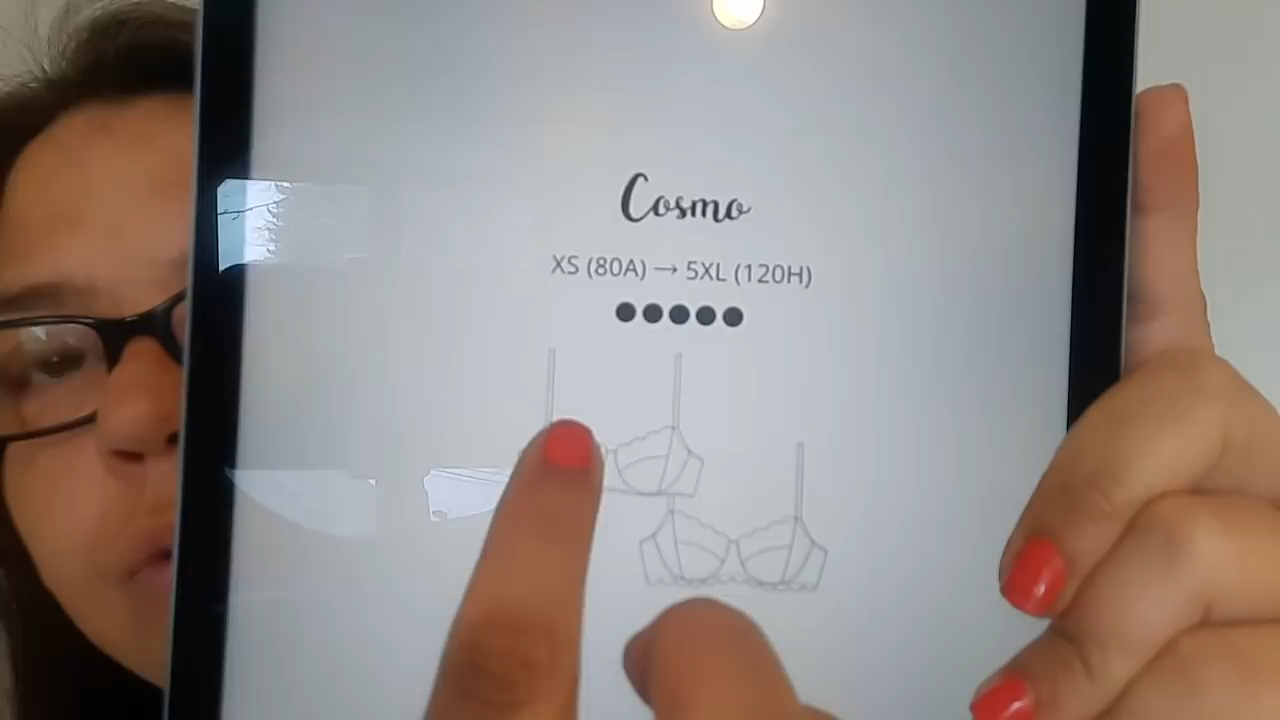 Cosmo
XS (80A) → 5XL (120H)